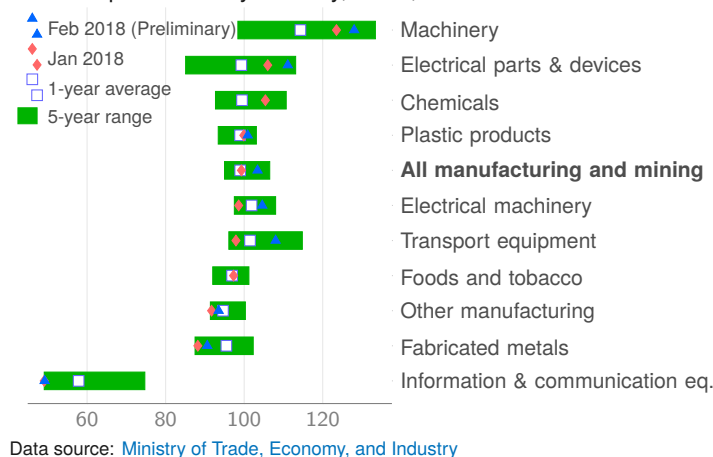 Feb 2018 (Preliminary)
Jan 2018
1-year average
5-year range
Machinery
Electrical parts & devices
Chemicals
Plastic products
All manufacturing and mining
Electrical machinery
Transport equipment
Foods and tobacco
Other manufacturing
Fabricated metals
Information & communication eq.
60 80 100 120
Data source: Ministry of Trade, Economy, and Industry